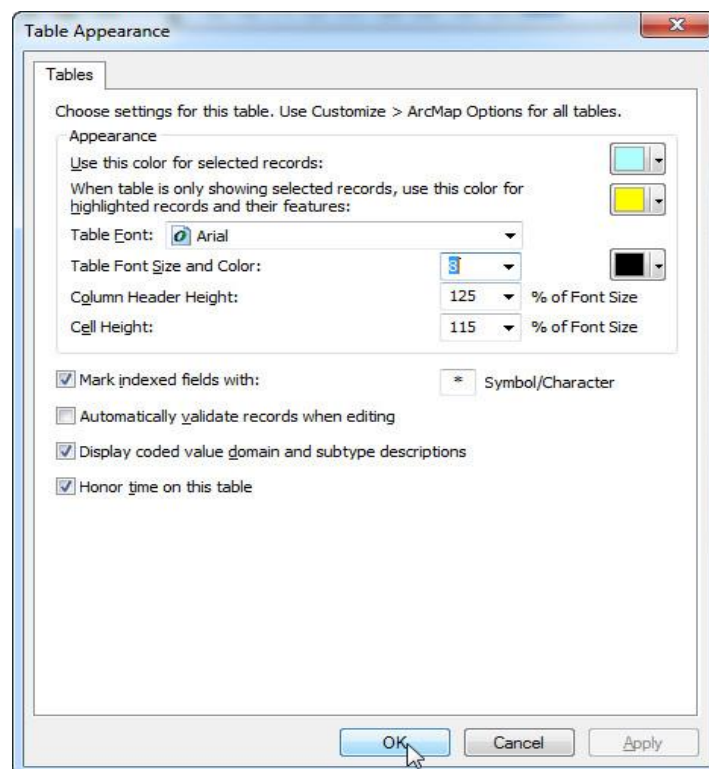 Table Appearance
Tables
Choose settings for this table. Use Customize > ArcMap Options for all tables.
Appearance
Use this color for selected records:
When table is only showing selected records, use this color for
highlighted records and their features:
Table Font: Arial
Table Font Size and Color: 8
Column Header Height: 125 % of Font Size
Cell Height: 115 % of Font Size
Mark indexed fields with: * Symbol/Character
Automatically validate records when editing
Display coded value domain and subtype descriptions
Honor time on this table
OK Cancel Apply